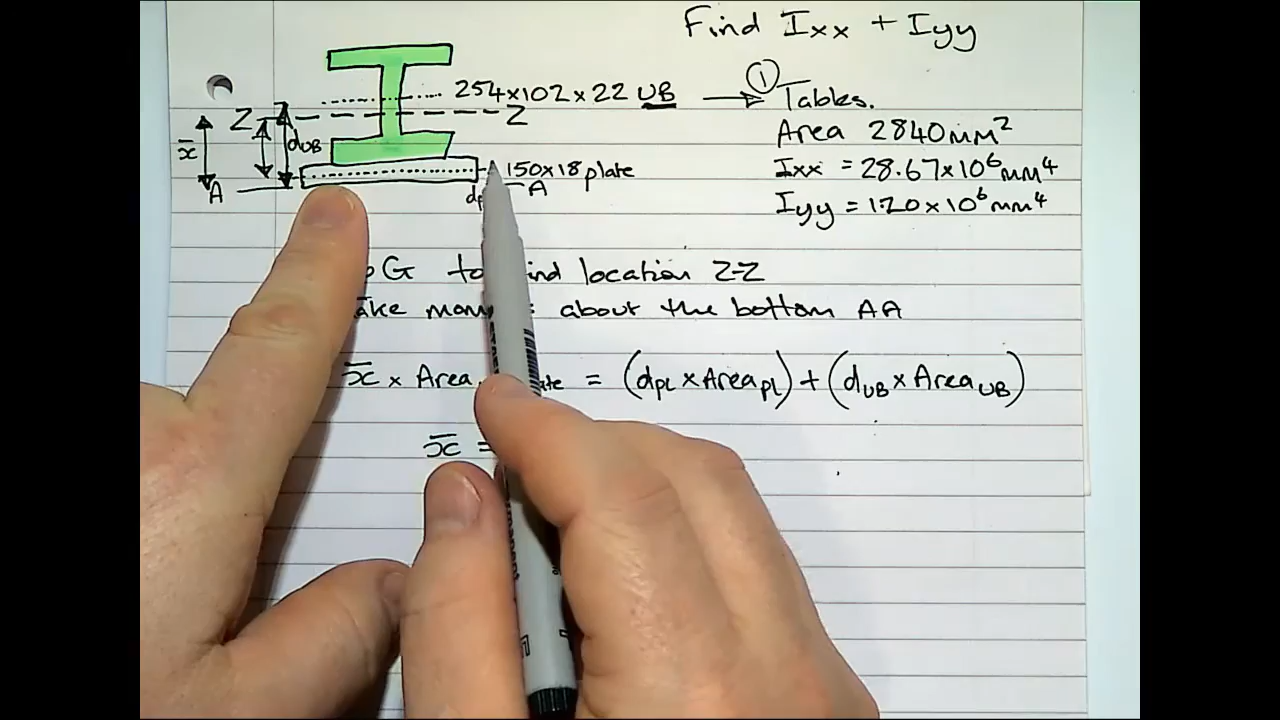 Find Ixx + Iyy
254x102x22 UB → ① Tables.
Z Z
dUB
x̄
Area 2840mm²
150x18 plate
Ixx = 28.67x10⁶mm⁴
A A
Iyy = 120x10⁶mm⁴
G to find location Z-Z
about the bottom AA
x̄ x Area = (dPL x AreaPL) + (dUB x AreaUB)
x̄ =